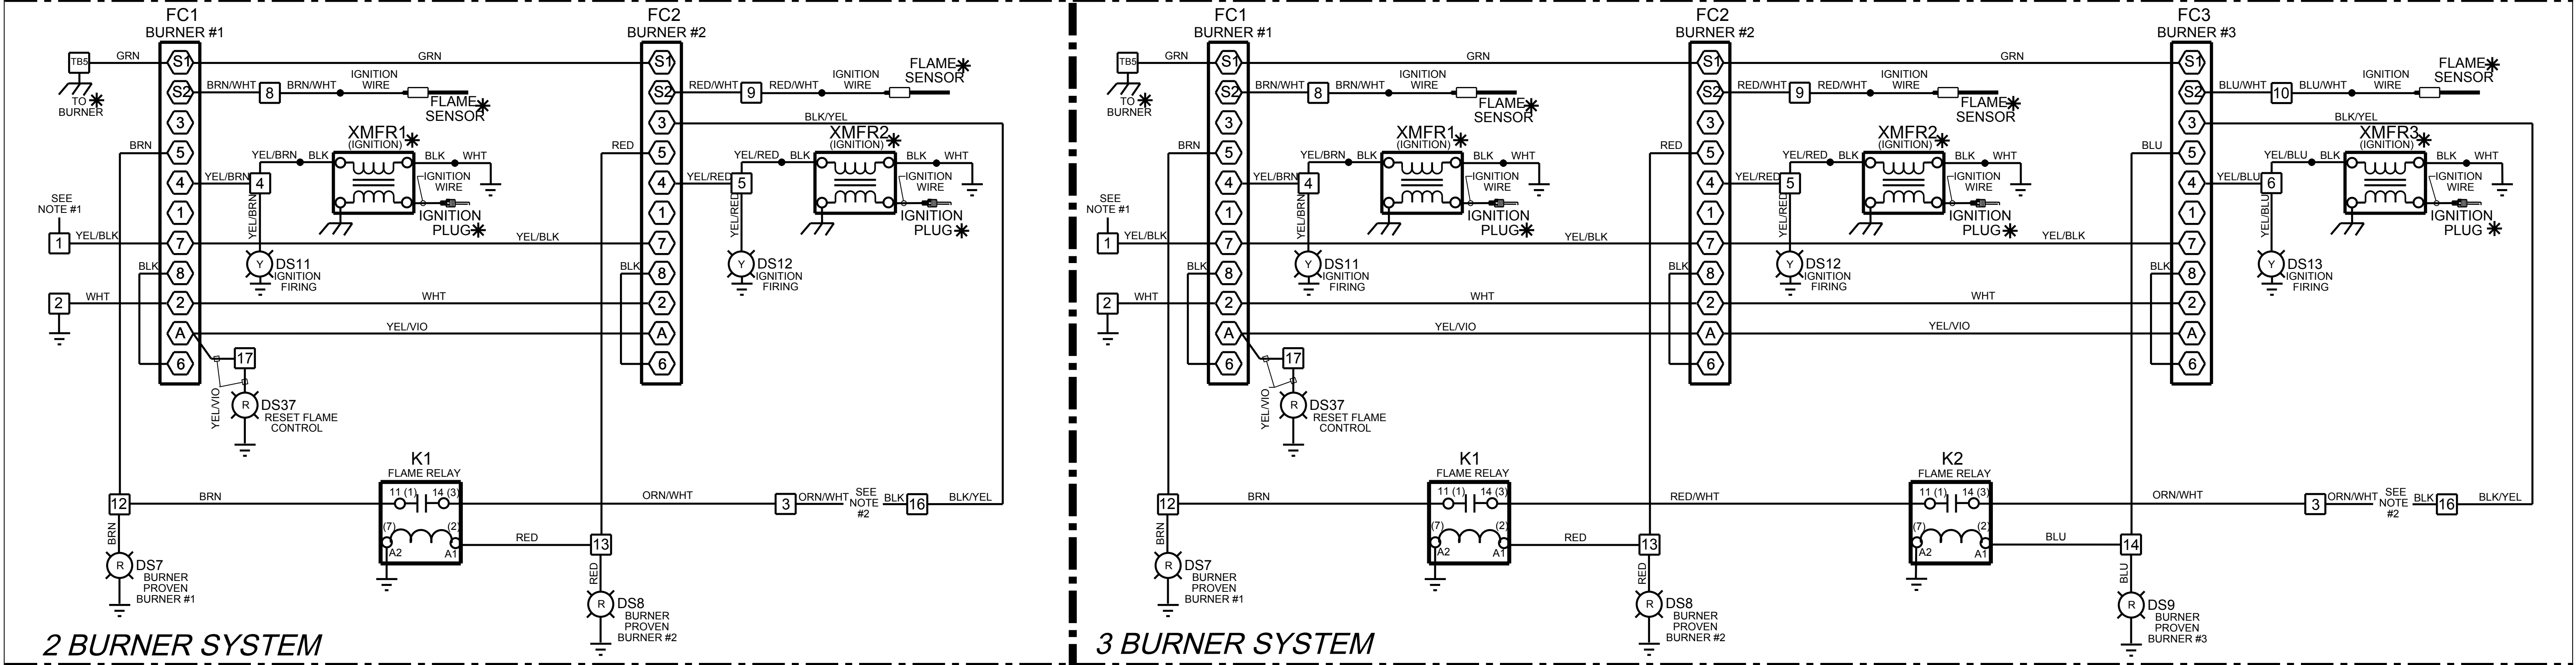 FC1
BURNER #1
FC2
BURNER #2
TB5
GRN
GRN
TO✱
BURNER
S1
S2
3
5
4
1
7
8
2
A
6
S1
S2
3
5
4
1
7
8
2
A
6
BRN/WHT
8
BRN/WHT
IGNITION
WIRE
FLAME✱
SENSOR
RED/WHT
9
RED/WHT
IGNITION
WIRE
FLAME✱
SENSOR
BLK/YEL
BRN
XMFR1✱
(IGNITION)
YEL/BRN
BLK
BLK
WHT
YEL/BRN
4
YEL/BRN
IGNITION
WIRE
IGNITION
PLUG✱
RED
XMFR2✱
(IGNITION)
YEL/RED
BLK
BLK
WHT
YEL/RED
5
YEL/RED
IGNITION
WIRE
IGNITION
PLUG✱
SEE
NOTE #1
1
YEL/BLK
YEL/BLK
BLK
Y
DS11
IGNITION
FIRING
BLK
Y
DS12
IGNITION
FIRING
2
WHT
WHT
YEL/VIO
17
YEL/VIO
R
DS37
RESET FLAME
CONTROL
K1
FLAME RELAY
12
BRN
11 (1)
14 (3)
ORN/WHT
3
ORN/WHT
SEE
NOTE
#2
BLK
16
BLK/YEL
(7)
(2)
A2
A1
RED
13
BRN
R
DS7
BURNER
PROVEN
BURNER #1
RED
R
DS8
BURNER
PROVEN
BURNER #2
2 BURNER SYSTEM
FC1
BURNER #1
FC2
BURNER #2
FC3
BURNER #3
TB5
GRN
GRN
GRN
TO✱
BURNER
S1
S2
3
5
4
1
7
8
2
A
6
S1
S2
3
5
4
1
7
8
2
A
6
S1
S2
3
5
4
1
7
8
2
A
6
BRN/WHT
8
BRN/WHT
IGNITION
WIRE
FLAME✱
SENSOR
RED/WHT
9
RED/WHT
IGNITION
WIRE
FLAME✱
SENSOR
BLU/WHT
10
BLU/WHT
IGNITION
WIRE
FLAME✱
SENSOR
BLK/YEL
BRN
XMFR1✱
(IGNITION)
YEL/BRN
BLK
BLK
WHT
YEL/BRN
4
YEL/BRN
IGNITION
WIRE
IGNITION
PLUG✱
RED
XMFR2✱
(IGNITION)
YEL/RED
BLK
BLK
WHT
YEL/RED
5
YEL/RED
IGNITION
WIRE
IGNITION
PLUG✱
BLU
XMFR3✱
(IGNITION)
YEL/BLU
BLK
BLK
WHT
YEL/BLU
6
YEL/BLU
IGNITION
WIRE
IGNITION
PLUG✱
SEE
NOTE #1
1
YEL/BLK
YEL/BLK
YEL/BLK
BLK
Y
DS11
IGNITION
FIRING
BLK
Y
DS12
IGNITION
FIRING
BLK
Y
DS13
IGNITION
FIRING
2
WHT
WHT
WHT
YEL/VIO
YEL/VIO
17
YEL/VIO
R
DS37
RESET FLAME
CONTROL
K1
FLAME RELAY
K2
FLAME RELAY
12
BRN
11 (1)
14 (3)
RED/WHT
11 (1)
14 (3)
ORN/WHT
3
ORN/WHT
SEE
NOTE
#2
BLK
16
BLK/YEL
(7)
(2)
A2
A1
RED
13
(7)
(2)
A2
A1
BLU
14
BRN
R
DS7
BURNER
PROVEN
BURNER #1
RED
R
DS8
BURNER
PROVEN
BURNER #2
BLU
R
DS9
BURNER
PROVEN
BURNER #3
3 BURNER SYSTEM